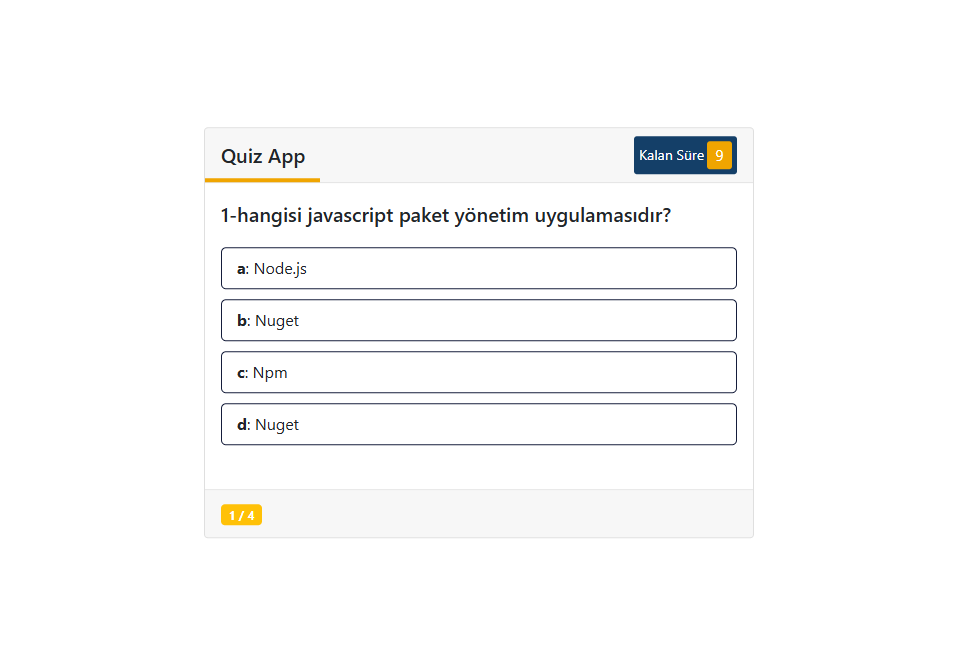 Quiz App
Kalan Süre 9
1-hangisi javascript paket yönetim uygulamasıdır?
a: Node.js
b: Nuget
c: Npm
d: Nuget
1 / 4